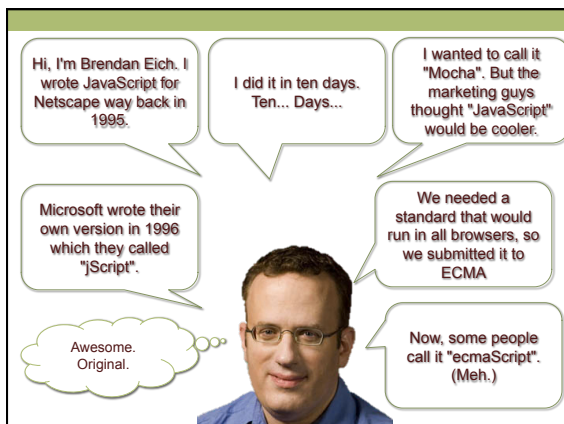 Hi, I'm Brendan Eich. I
wrote JavaScript for
Netscape way back in
1995.
I did it in ten days.
Ten... Days...
I wanted to call it
"Mocha". But the
marketing guys
thought "JavaScript"
would be cooler.
Microsoft wrote their
own version in 1996
which they called
"jScript".
We needed a
standard that would
run in all browsers, so
we submitted it to
ECMA
Awesome.
Original.
Now, some people
call it "ecmaScript".
(Meh.)